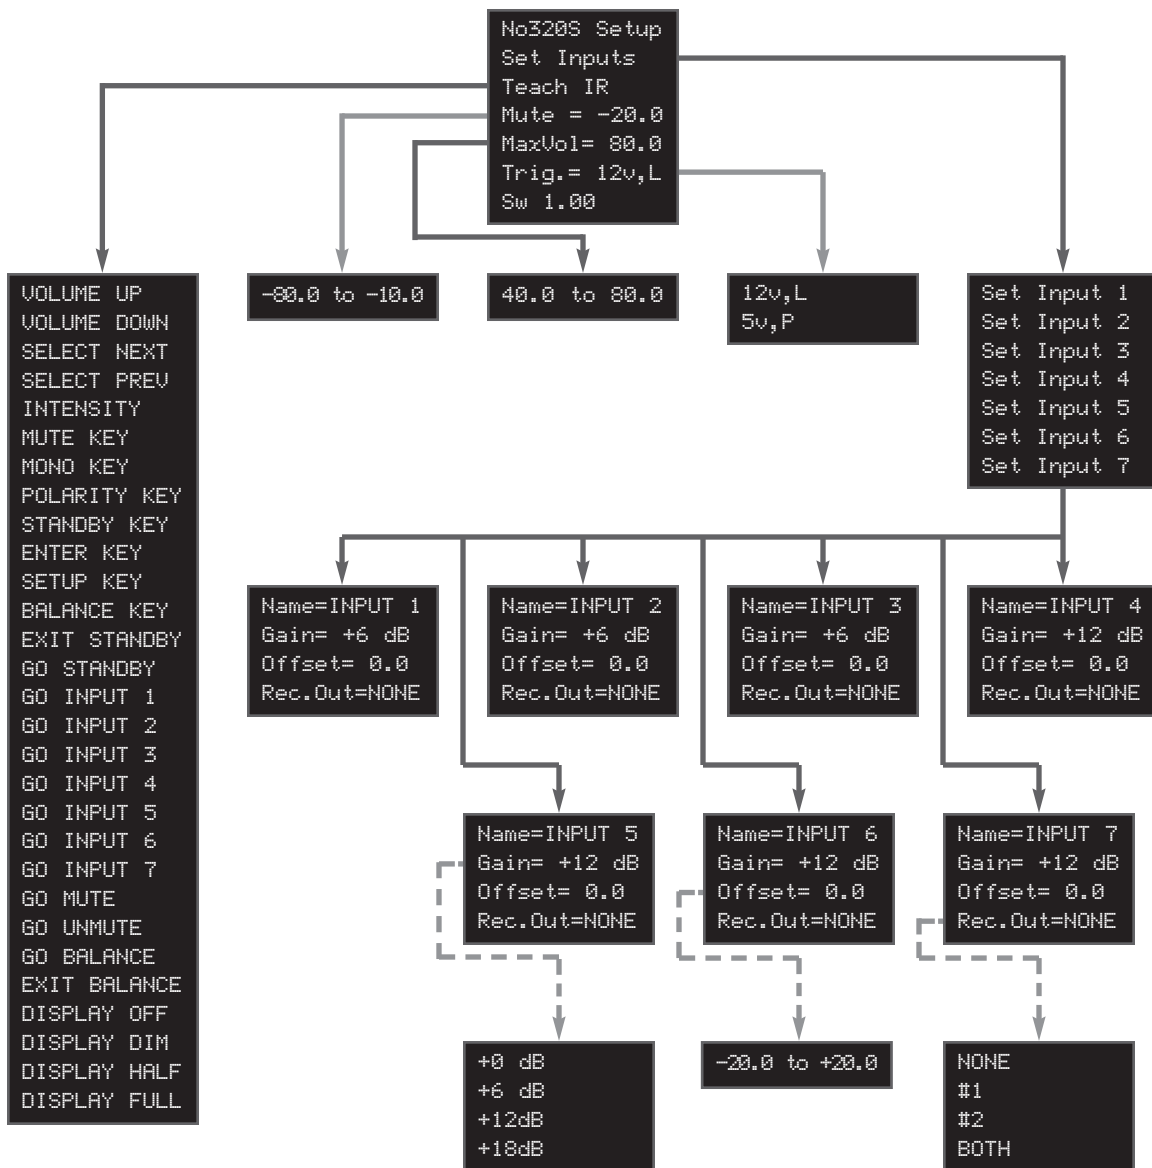 No320S Setup
Set Inputs
Teach IR
Mute = -20.0
MaxVol= 80.0
Trig.= 12v,L
Sw 1.00
VOLUME UP
VOLUME DOWN
SELECT NEXT
SELECT PREV
INTENSITY
MUTE KEY
MONO KEY
POLARITY KEY
STANDBY KEY
ENTER KEY
SETUP KEY
BALANCE KEY
EXIT STANDBY
GO STANDBY
GO INPUT 1
GO INPUT 2
GO INPUT 3
GO INPUT 4
GO INPUT 5
GO INPUT 6
GO INPUT 7
GO MUTE
GO UNMUTE
GO BALANCE
EXIT BALANCE
DISPLAY OFF
DISPLAY DIM
DISPLAY HALF
DISPLAY FULL
-80.0 to -10.0
40.0 to 80.0
12v,L
5v,P
Set Input 1
Set Input 2
Set Input 3
Set Input 4
Set Input 5
Set Input 6
Set Input 7
Name=INPUT 1
Gain= +6 dB
Offset= 0.0
Rec.Out=NONE
Name=INPUT 2
Gain= +6 dB
Offset= 0.0
Rec.Out=NONE
Name=INPUT 3
Gain= +6 dB
Offset= 0.0
Rec.Out=NONE
Name=INPUT 4
Gain= +12 dB
Offset= 0.0
Rec.Out=NONE
Name=INPUT 5
Gain= +12 dB
Offset= 0.0
Rec.Out=NONE
Name=INPUT 6
Gain= +12 dB
Offset= 0.0
Rec.Out=NONE
Name=INPUT 7
Gain= +12 dB
Offset= 0.0
Rec.Out=NONE
+0 dB
+6 dB
+12dB
+18dB
-20.0 to +20.0
NONE
#1
#2
BOTH